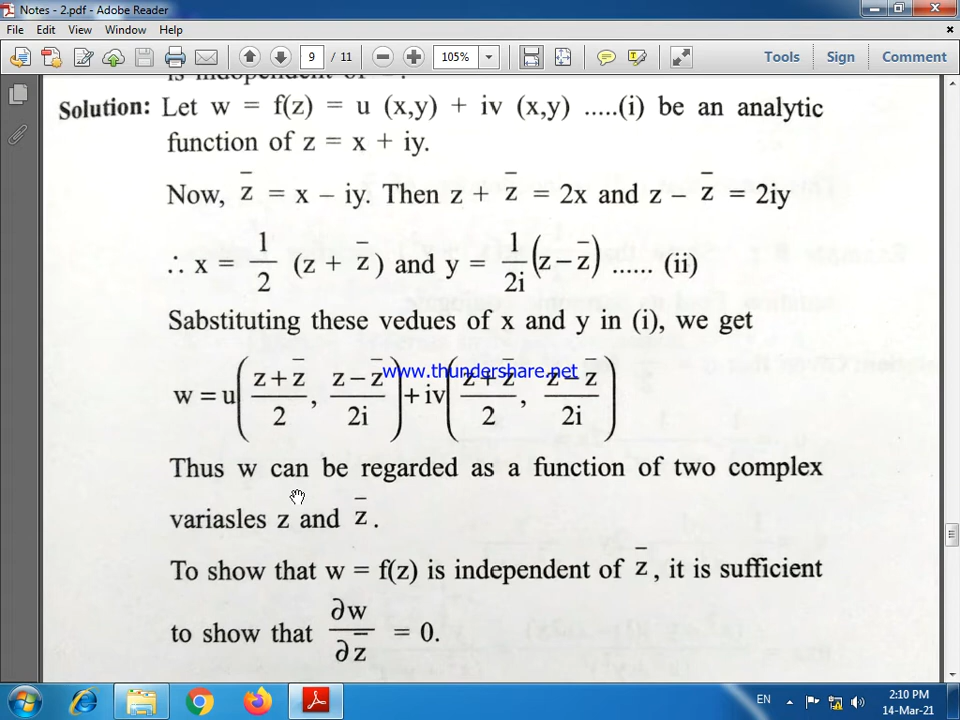 Notes - 2.pdf - Adobe Reader
File Edit View Window Help
9 / 11 105% Tools Sign Comment
is independent of
Solution: Let w = f(z) = u (x,y) + iv (x,y) .....(i) be an analytic
function of z = x + iy.
Now, z̄ = x – iy. Then z + z̄ = 2x and z – z̄ = 2iy
∴ x = 1/2 (z + z̄) and y = 1/2i (z – z̄) ...... (ii)
Sabstituting these vedues of x and y in (i), we get
www.thundershare.net
w = u( (z + z̄)/2, (z – z̄)/2i ) + iv( (z + z̄)/2, (z – z̄)/2i )
Thus w can be regarded as a function of two complex
variasles z and z̄.
To show that w = f(z) is independent of z̄, it is sufficient
to show that ∂w/∂z̄ = 0.
EN 2:10 PM
14-Mar-21